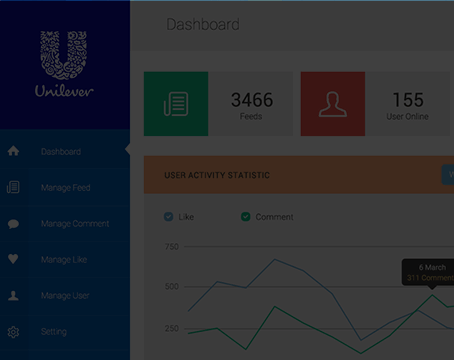 Unilever
Dashboard
Manage Feed
Manage Comment
Manage Like
Manage User
Setting
Dashboard
3466
Feeds
155
User Online
USER ACTIVITY STATISTIC
Like
Comment
750
500
250
6 March
311 Comment